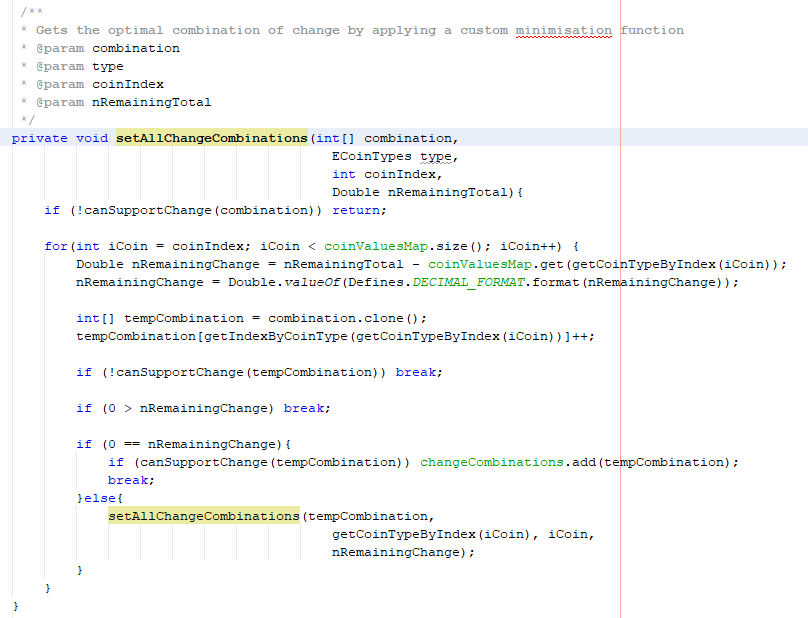 /**
* Gets the optimal combination of change by applying a custom minimisation function
* @param combination
* @param type
* @param coinIndex
* @param nRemainingTotal
*/
private void setAllChangeCombinations(int[] combination,
ECoinTypes type,
int coinIndex,
Double nRemainingTotal){
if (!canSupportChange(combination)) return;
for(int iCoin = coinIndex; iCoin < coinValuesMap.size(); iCoin++) {
Double nRemainingChange = nRemainingTotal - coinValuesMap.get(getCoinTypeByIndex(iCoin));
nRemainingChange = Double.valueOf(Defines.DECIMAL_FORMAT.format(nRemainingChange));
int[] tempCombination = combination.clone();
tempCombination[getIndexByCoinType(getCoinTypeByIndex(iCoin))]++;
if (!canSupportChange(tempCombination)) break;
if (0 > nRemainingChange) break;
if (0 == nRemainingChange){
if (canSupportChange(tempCombination)) changeCombinations.add(tempCombination);
break;
}else{
setAllChangeCombinations(tempCombination,
getCoinTypeByIndex(iCoin), iCoin,
nRemainingChange);
}
}
}